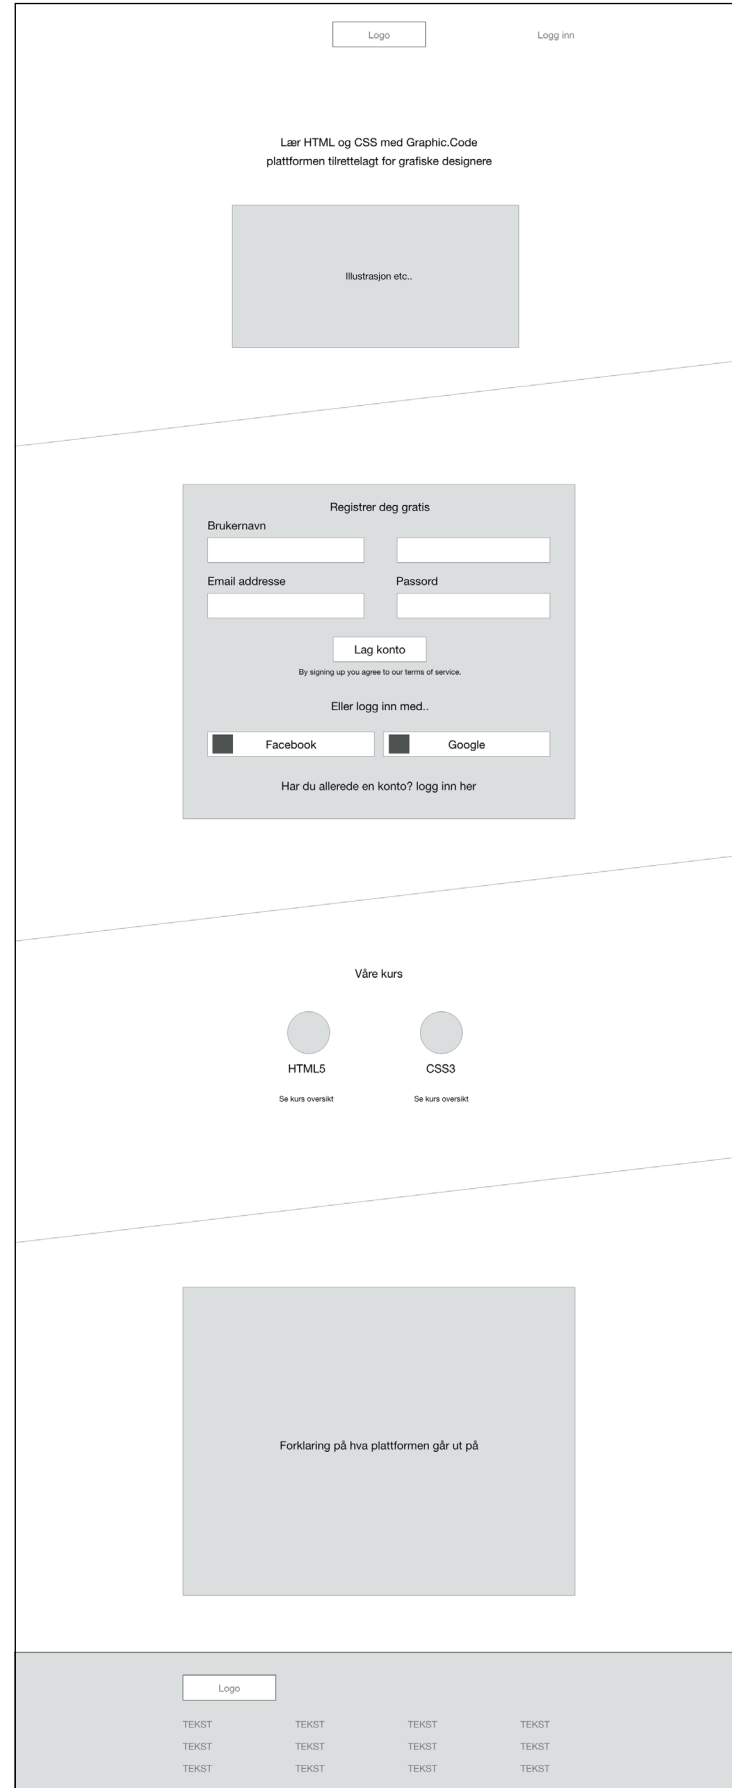 Logo
Logg inn
Lær HTML og CSS med Graphic.Code
plattformen tilrettelagt for grafiske designere
Illustrasjon etc..
Registrer deg gratis
Brukernavn
Email addresse
Passord
Lag konto
By signing up you agree to our terms of service.
Eller logg inn med..
Facebook
Google
Har du allerede en konto? logg inn her
Våre kurs
HTML5
CSS3
Se kurs oversikt
Se kurs oversikt
Forklaring på hva plattformen går ut på
Logo
TEKST TEKST TEKST TEKST
TEKST TEKST TEKST TEKST
TEKST TEKST TEKST TEKST